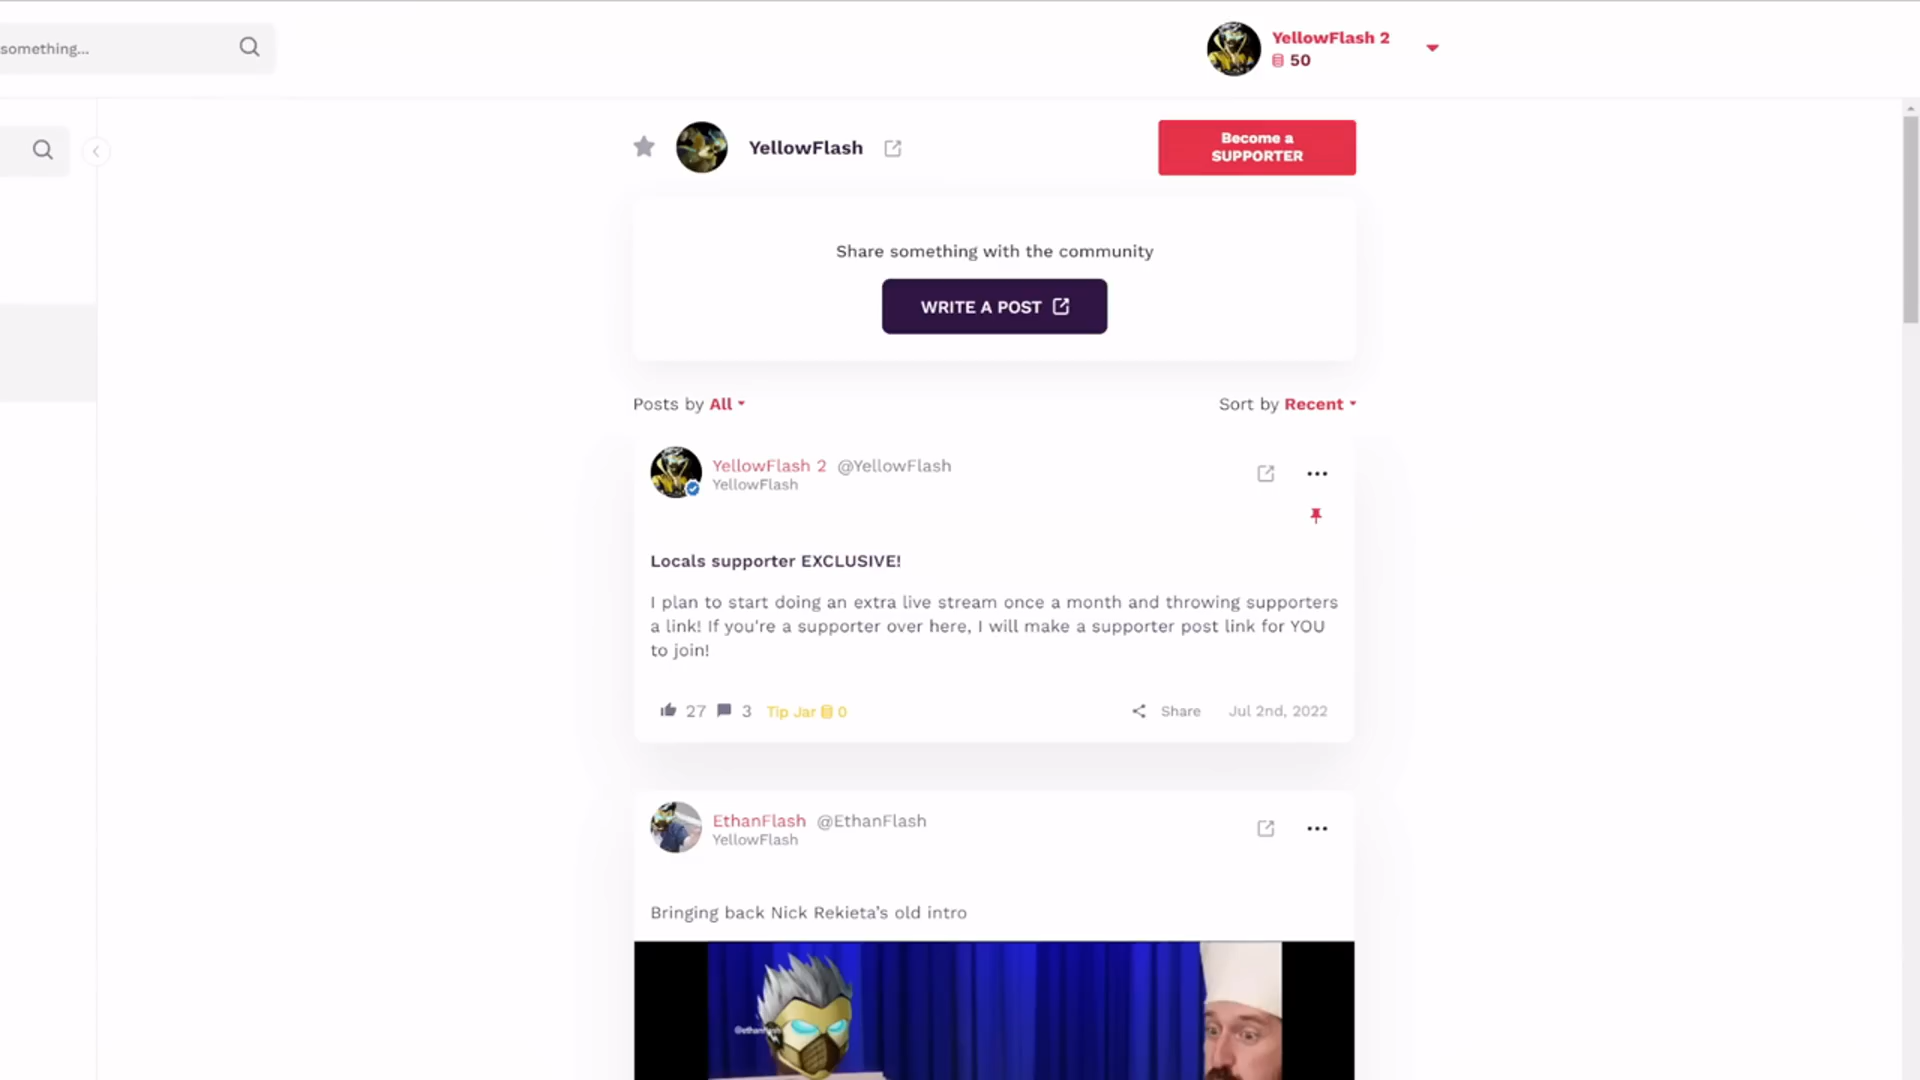 something...
YellowFlash 2
50
YellowFlash
Become a
SUPPORTER
Share something with the community
WRITE A POST
Posts by All
Sort by Recent
YellowFlash 2 @YellowFlash
YellowFlash
Locals supporter EXCLUSIVE!
I plan to start doing an extra live stream once a month and throwing supporters
a link! If you're a supporter over here, I will make a supporter post link for YOU
to join!
27 3 Tip Jar 0
Share Jul 2nd, 2022
EthanFlash @EthanFlash
YellowFlash
Bringing back Nick Rekieta’s old intro